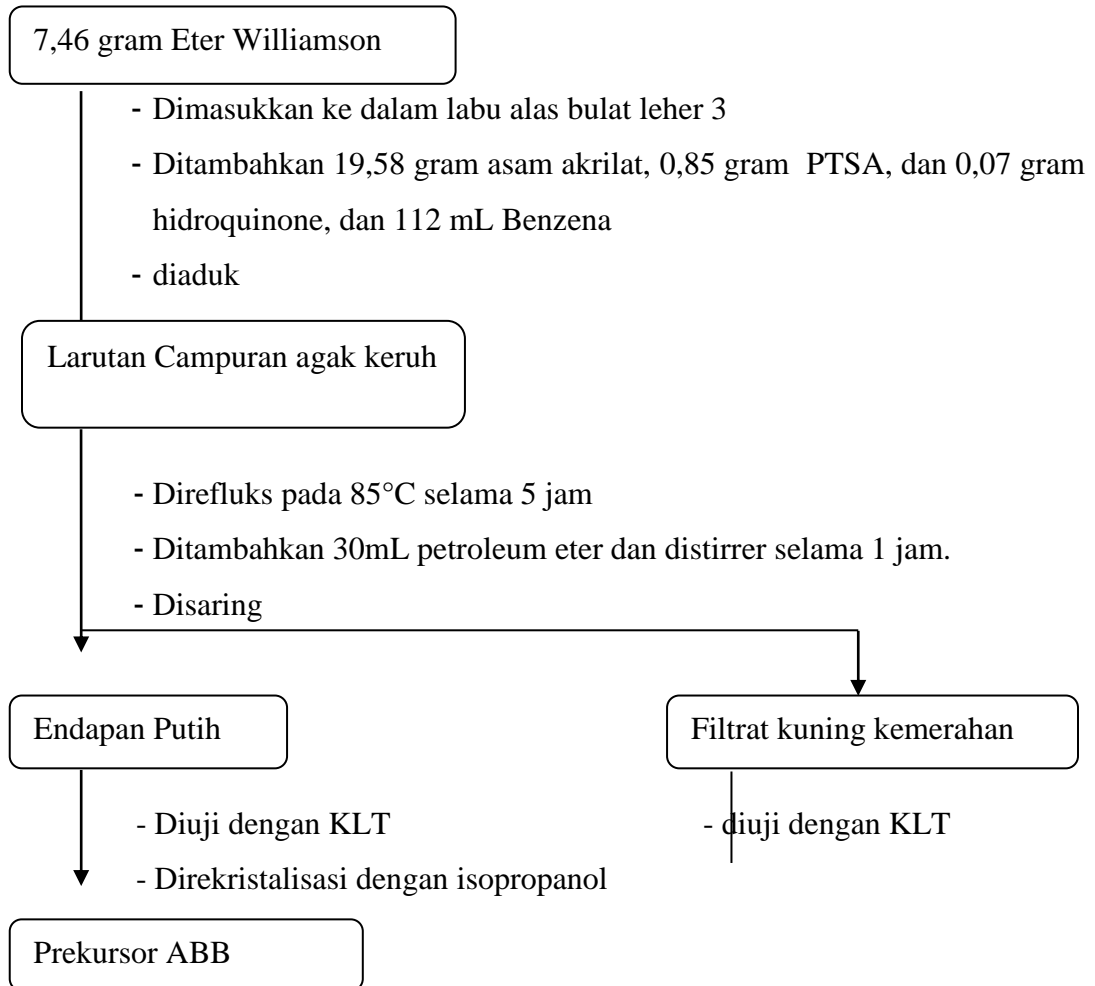 7,46 gram Eter Williamson
- Dimasukkan ke dalam labu alas bulat leher 3
- Ditambahkan 19,58 gram asam akrilat, 0,85 gram PTSA, dan 0,07 gram
hidroquinone, dan 112 mL Benzena
- diaduk
Larutan Campuran agak keruh
- Direfluks pada 85°C selama 5 jam
- Ditambahkan 30mL petroleum eter dan distirrer selama 1 jam.
- Disaring
Endapan Putih
Filtrat kuning kemerahan
- Diuji dengan KLT
- diuji dengan KLT
- Direkristalisasi dengan isopropanol
Prekursor ABB